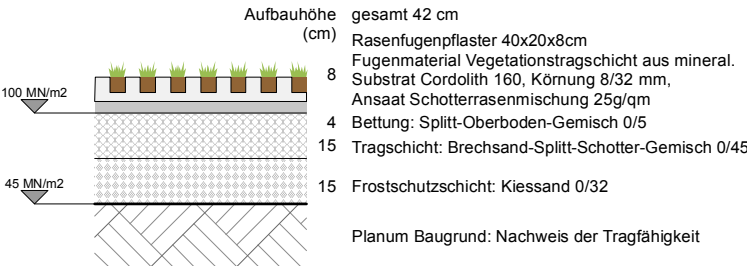 Aufbauhöhe gesamt 42 cm
(cm)
Rasenfugenpflaster 40x20x8cm
Fugenmaterial Vegetationstragschicht aus mineral.
8 Substrat Cordolith 160, Körnung 8/32 mm,
Ansaat Schotterrasenmischung 25g/qm
100 MN/m2
4 Bettung: Splitt-Oberboden-Gemisch 0/5
15 Tragschicht: Brechsand-Splitt-Schotter-Gemisch 0/45
45 MN/m2
15 Frostschutzschicht: Kiessand 0/32
Planum Baugrund: Nachweis der Tragfähigkeit